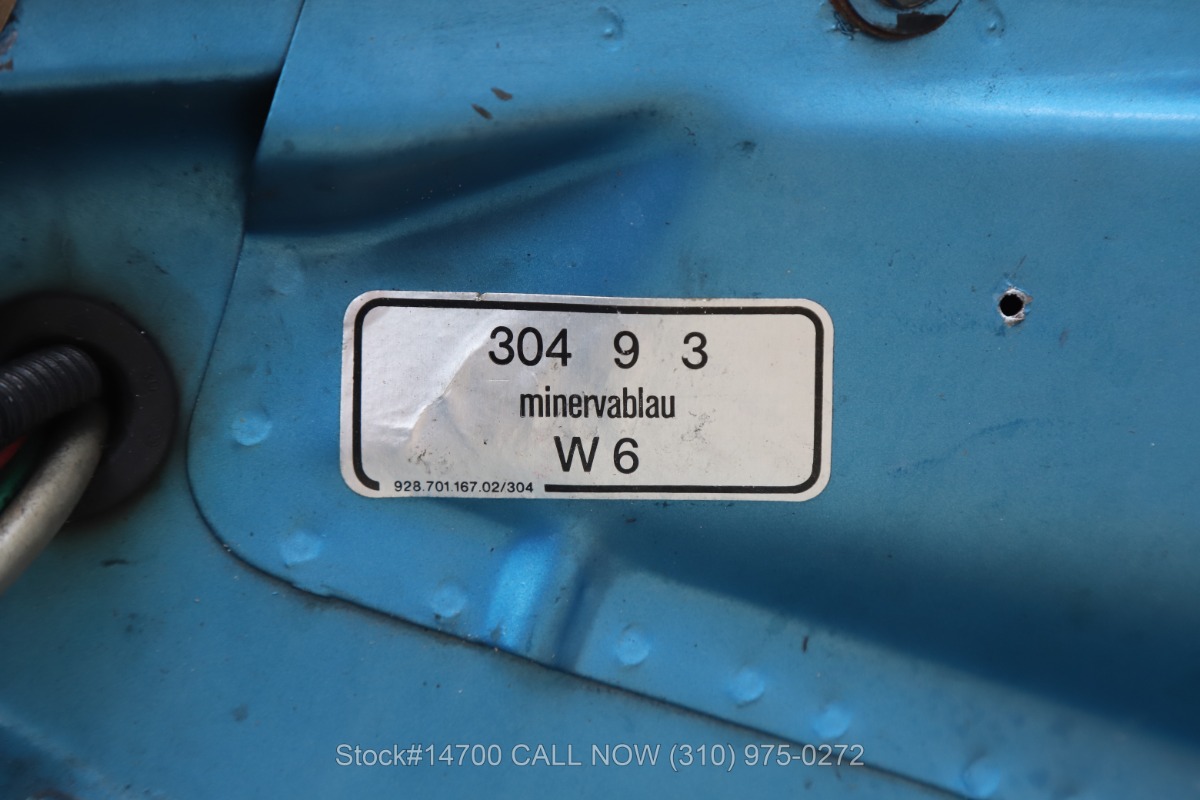 304 9 3
minervablau
W 6
928.701.167.02/304
Stock#14700 CALL NOW (310) 975-0272